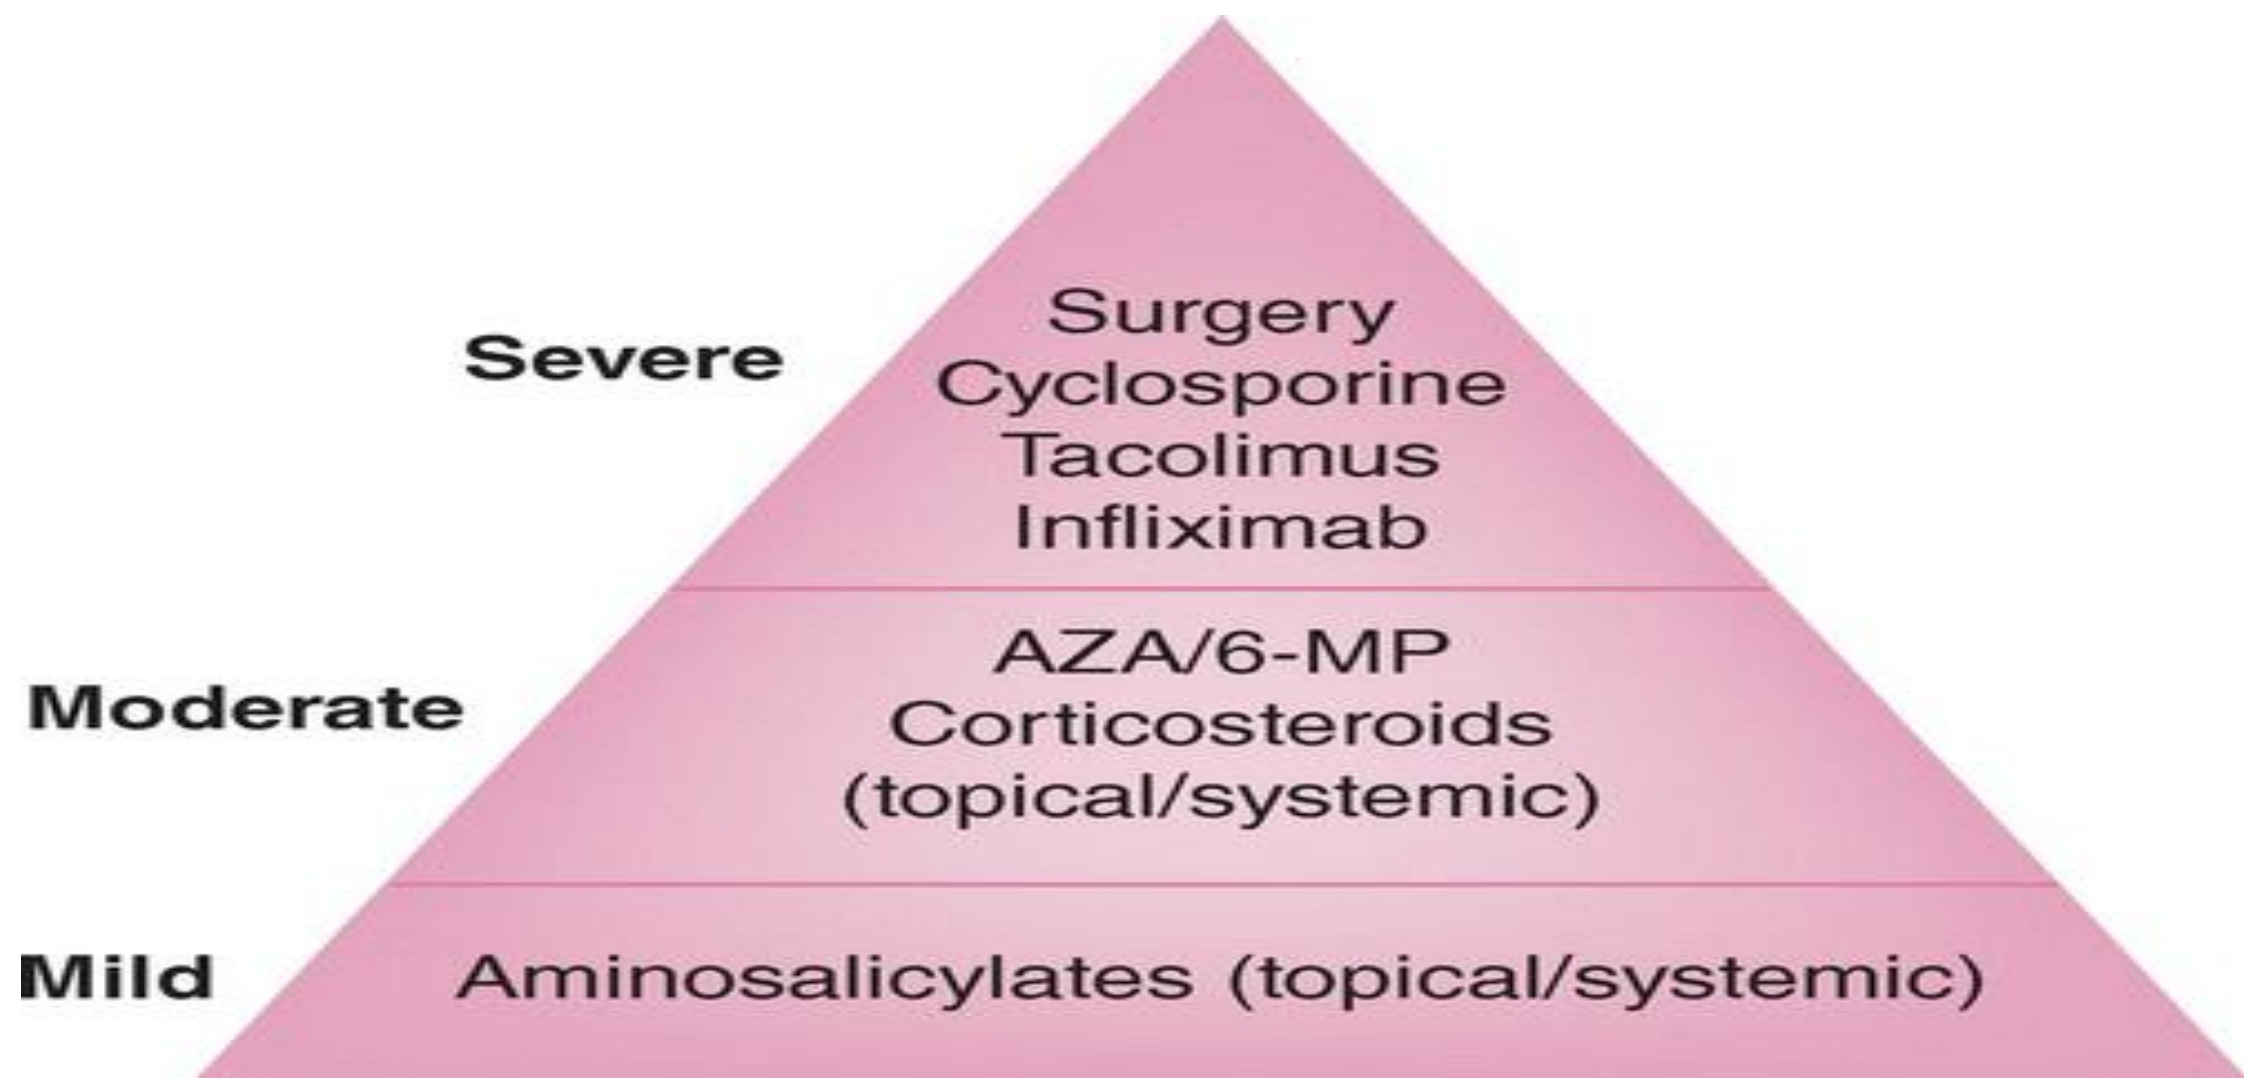 Severe
Surgery
Cyclosporine
Tacolimus
Infliximab
Moderate
AZA/6-MP
Corticosteroids
(topical/systemic)
Mild
Aminosalicylates (topical/systemic)